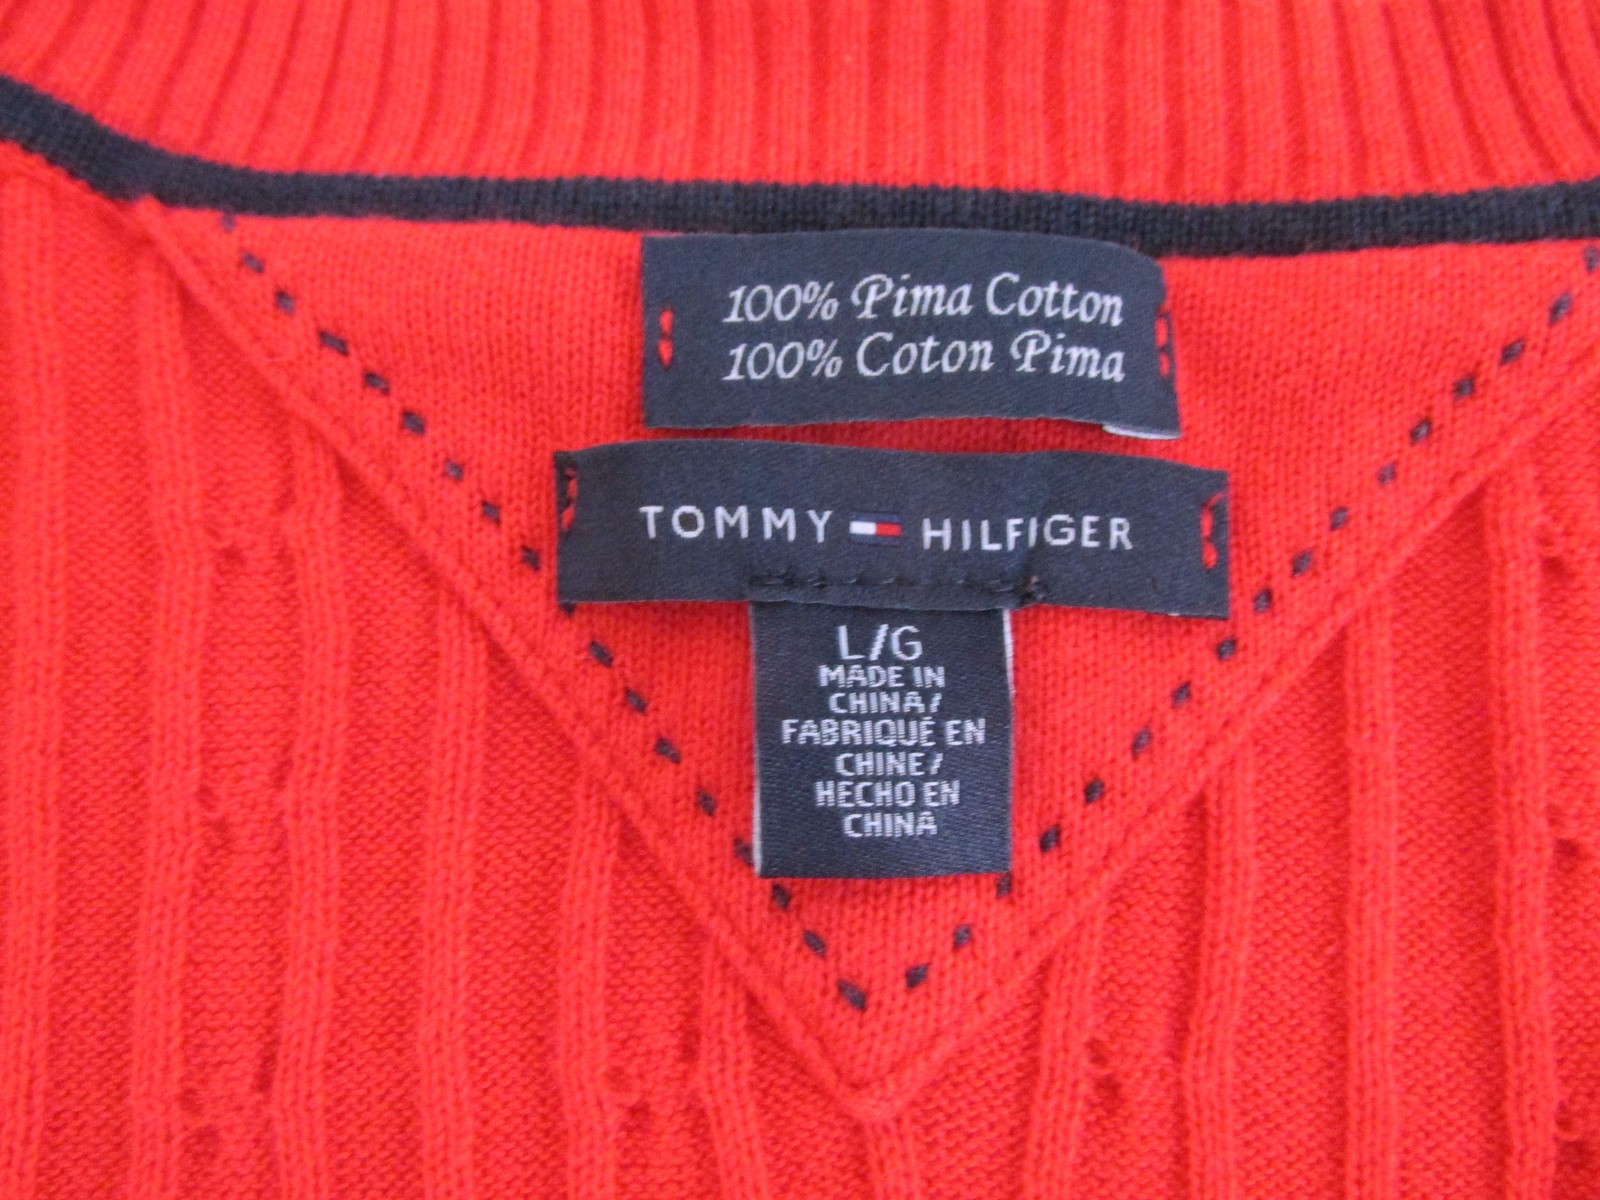 100% Pima Cotton
100% Coton Pima
TOMMY HILFIGER
L/G
MADE IN
CHINA/
FABRIQUÉ EN
CHINE/
HECHO EN
CHINA